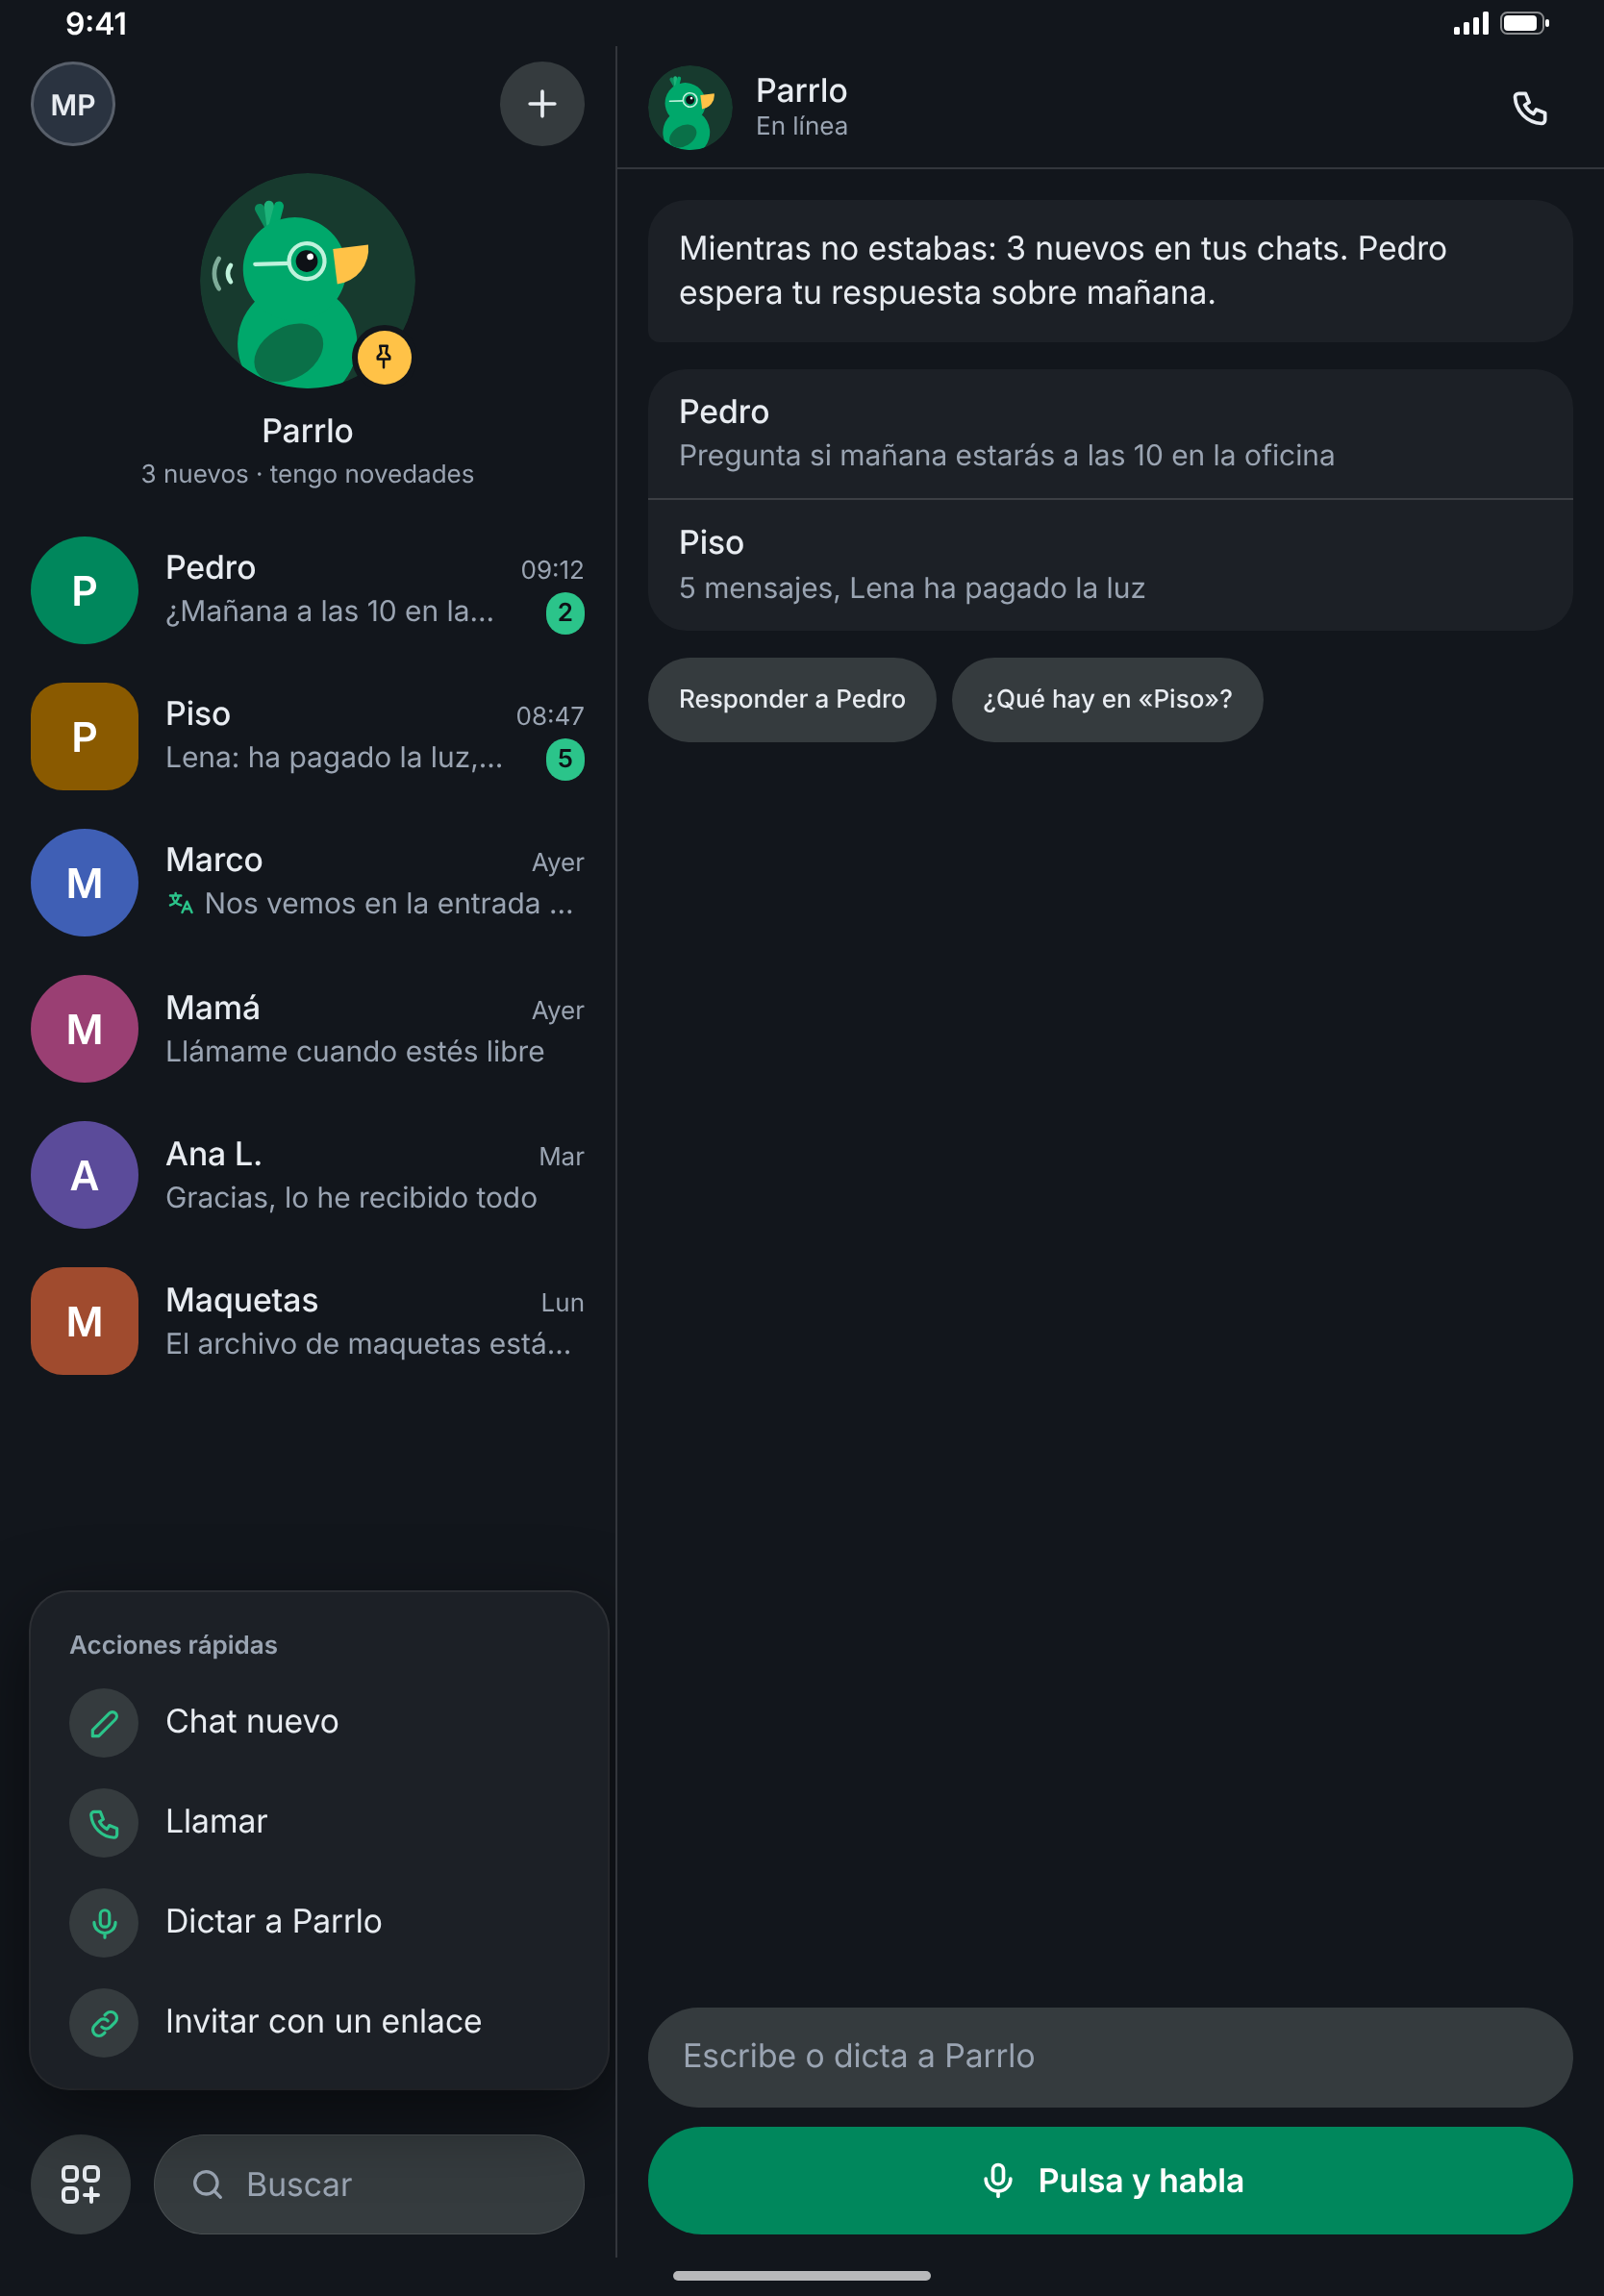 9:41
MP
Parrlo
3 nuevos · tengo novedades
P
Pedro
09:12
¿Mañana a las 10 en la...
2
P
Piso
08:47
Lena: ha pagado la luz,...
5
M
Marco
Ayer
Nos vemos en la entrada ...
M
Mamá
Ayer
Llámame cuando estés libre
A
Ana L.
Mar
Gracias, lo he recibido todo
M
Maquetas
Lun
El archivo de maquetas está...
Acciones rápidas
Chat nuevo
Llamar
Dictar a Parrlo
Invitar con un enlace
Buscar
Parrlo
En línea
Mientras no estabas: 3 nuevos en tus chats. Pedro
espera tu respuesta sobre mañana.
Pedro
Pregunta si mañana estarás a las 10 en la oficina
Piso
5 mensajes, Lena ha pagado la luz
Responder a Pedro
¿Qué hay en «Piso»?
Escribe o dicta a Parrlo
Pulsa y habla